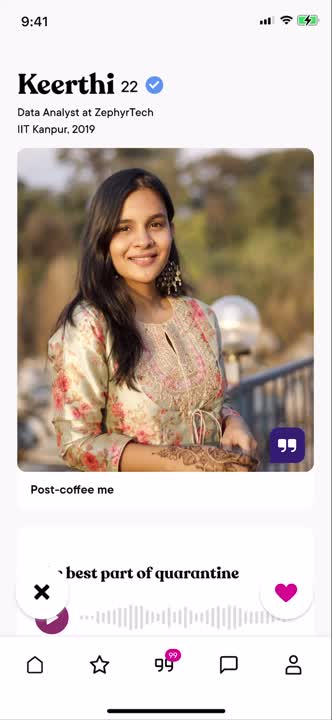 9:41
Keerthi 22
Data Analyst at ZephyrTech
IIT Kanpur, 2019
Post-coffee me
best part of quarantine
99